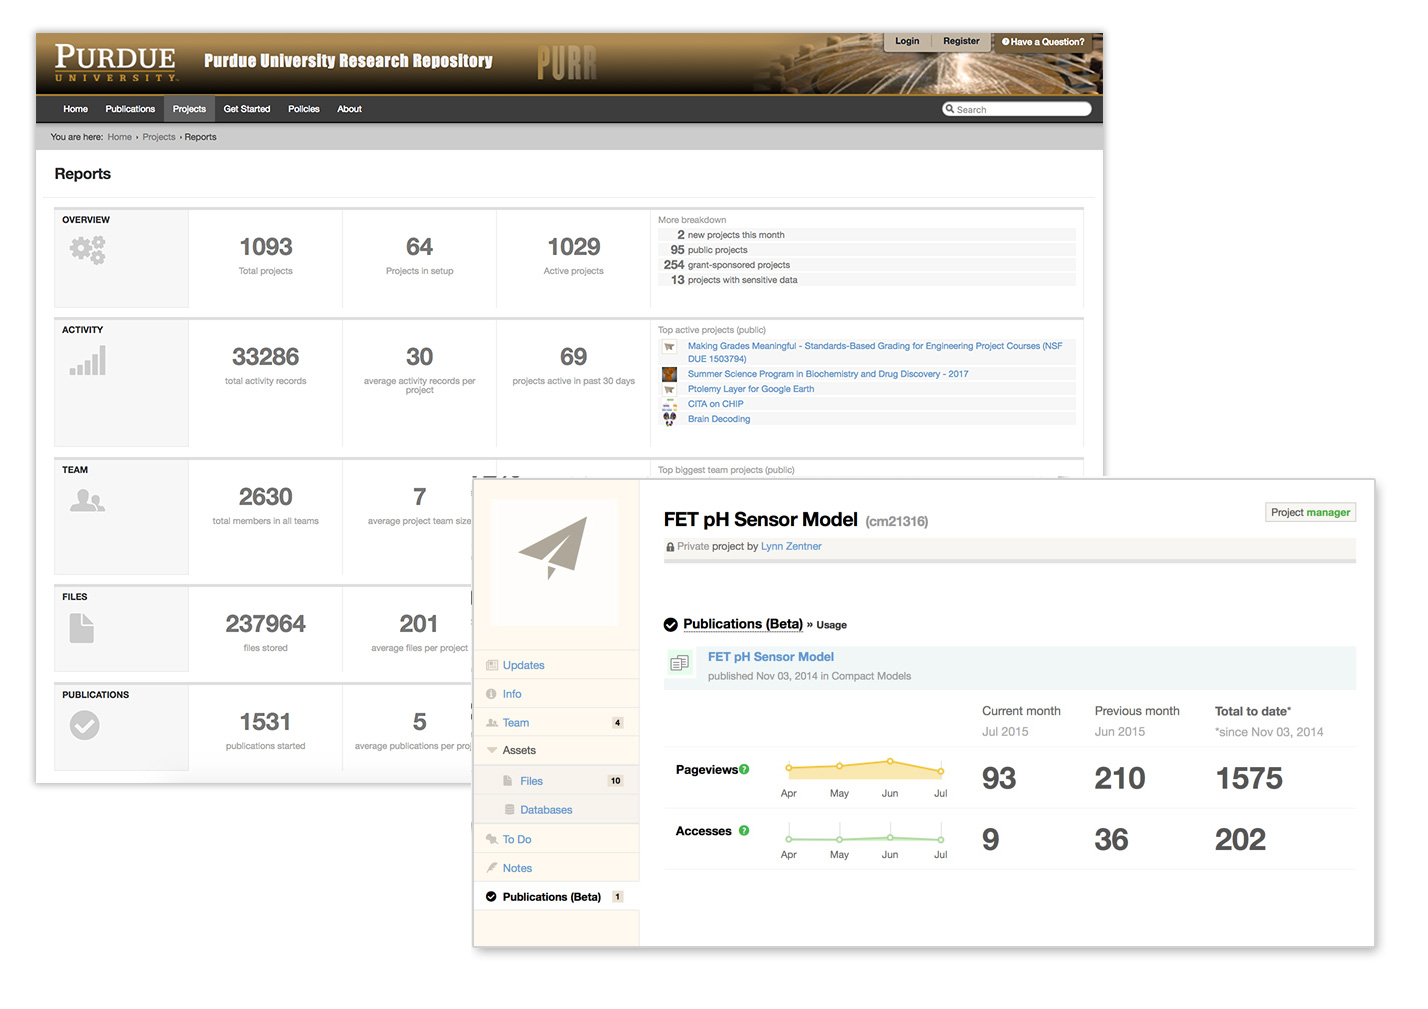 PURDUE
UNIVERSITY
Purdue University Research Repository
PURR
Login
Register
Have a Question?
Home
Publications
Projects
Get Started
Policies
About
Search
You are here: Home › Projects › Reports
Reports
OVERVIEW
1093
Total projects
64
Projects in setup
1029
Active projects
More breakdown
2 new projects this month
95 public projects
254 grant-sponsored projects
13 projects with sensitive data
ACTIVITY
33286
total activity records
30
average activity records per
project
69
projects active in past 30 days
Top active projects (public)
Making Grades Meaningful - Standards-Based Grading for Engineering Project Courses (NSF
DUE 1503794)
Summer Science Program in Biochemistry and Drug Discovery - 2017
Ptolemy Layer for Google Earth
CITA on CHIP
Brain Decoding
TEAM
2630
total members in all teams
7
average project team size
Top biggest team projects (public)
FILES
237964
files stored
201
average files per project
PUBLICATIONS
1531
publications started
5
average publications per proj
Updates
Info
Team 4
Assets
Files 10
Databases
To Do
Notes
Publications (Beta) 1
FET pH Sensor Model (cm21316)
Project manager
Private project by Lynn Zentner
Publications (Beta) » Usage
FET pH Sensor Model
published Nov 03, 2014 in Compact Models
Current month
Jul 2015
Previous month
Jun 2015
Total to date*
*since Nov 03, 2014
Pageviews ?
Apr May Jun Jul
93
210
1575
Accesses ?
Apr May Jun Jul
9
36
202